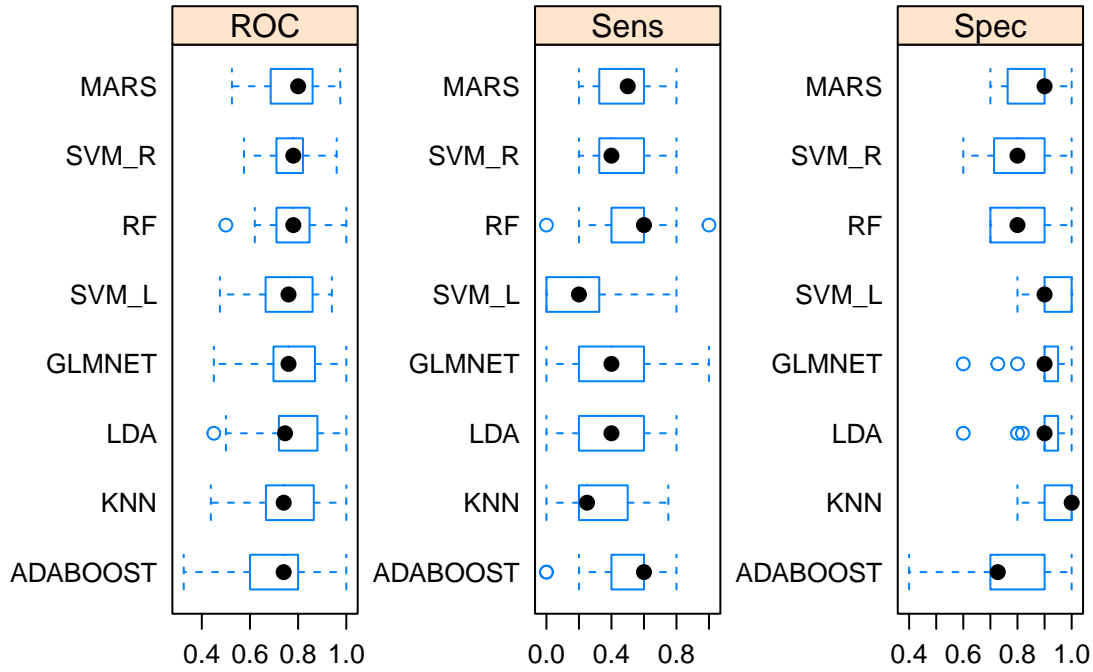 ROC Sens Spec
MARS MARS MARS
SVM_R SVM_R SVM_R
RF RF RF
SVM_L SVM_L SVM_L
GLMNET GLMNET GLMNET
LDA LDA LDA
KNN KNN KNN
ADABOOST ADABOOST ADABOOST
0.4 0.6 0.8 1.0 0.0 0.4 0.8 0.4 0.6 0.8 1.0